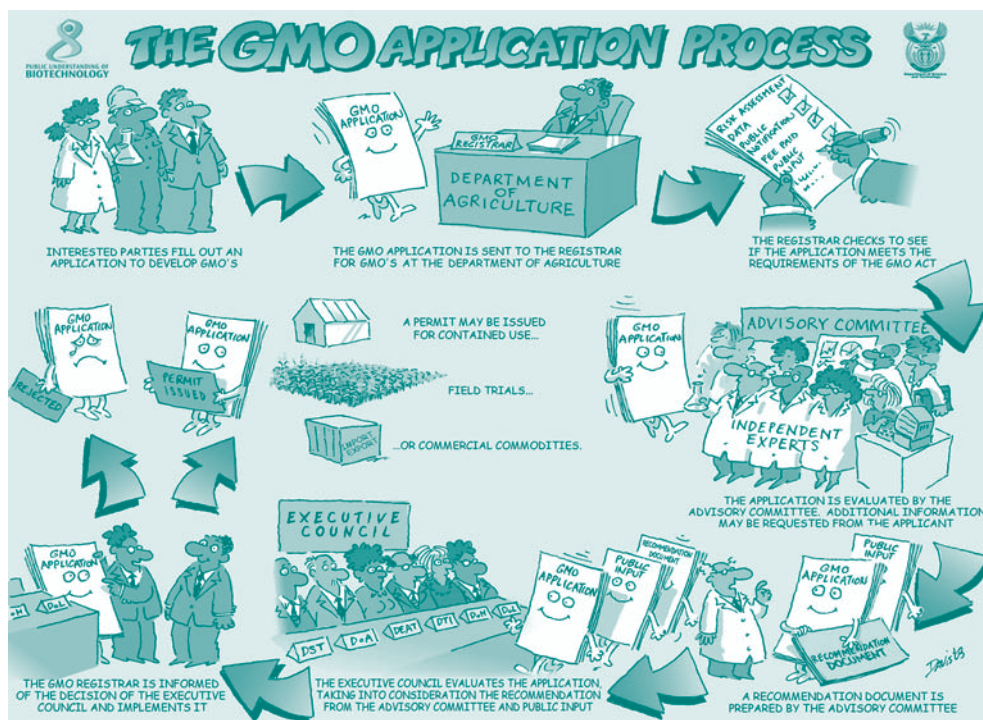 PUBLIC UNDERSTANDING OF
BIOTECHNOLOGY
THE GMO APPLICATION PROCESS
Department of Science
and Technology
GMO
APPLICATION
GMO
REGISTRAR
DEPARTMENT
OF
AGRICULTURE
RISK ASSESSMENT
DATA
PUBLIC
NOTIFICATION
FEE PAID
PUBLIC
INPUT
INTERESTED PARTIES FILL OUT AN
APPLICATION TO DEVELOP GMO'S
THE GMO APPLICATION IS SENT TO THE REGISTRAR
FOR GMO'S AT THE DEPARTMENT OF AGRICULTURE
THE REGISTRAR CHECKS TO SEE
IF THE APPLICATION MEETS THE
REQUIREMENTS OF THE GMO ACT
GMO
APPLICATION
REJECTED
GMO
APPLICATION
PERMIT
ISSUED
A PERMIT MAY BE ISSUED
FOR CONTAINED USE...
FIELD TRIALS...
IMPORT
EXPORT
...OR COMMERCIAL COMMODITIES.
GMO
APPLICATION
ADVISORY COMMITTEE
INDEPENDENT
EXPERTS
THE APPLICATION IS EVALUATED BY THE
ADVISORY COMMITTEE. ADDITIONAL INFORMATION
MAY BE REQUESTED FROM THE APPLICANT
GMO
APPLICATION
PUBLIC
INPUT
RECOMMENDATION
DOCUMENT
Davis
A RECOMMENDATION DOCUMENT IS
PREPARED BY THE ADVISORY COMMITTEE
EXECUTIVE
COUNCIL
DST
DoA
DEAT
DTI
DoH
DoL
GMO
APPLICATION
PUBLIC
INPUT
RECOMMENDATION
DOCUMENT
THE EXECUTIVE COUNCIL EVALUATES THE APPLICATION,
TAKING INTO CONSIDERATION THE RECOMMENDATION
FROM THE ADVISORY COMMITTEE AND PUBLIC INPUT
GMO
APPLICATION
DoH
DoL
THE GMO REGISTRAR IS INFORMED
OF THE DECISION OF THE EXECUTIVE
COUNCIL AND IMPLEMENTS IT